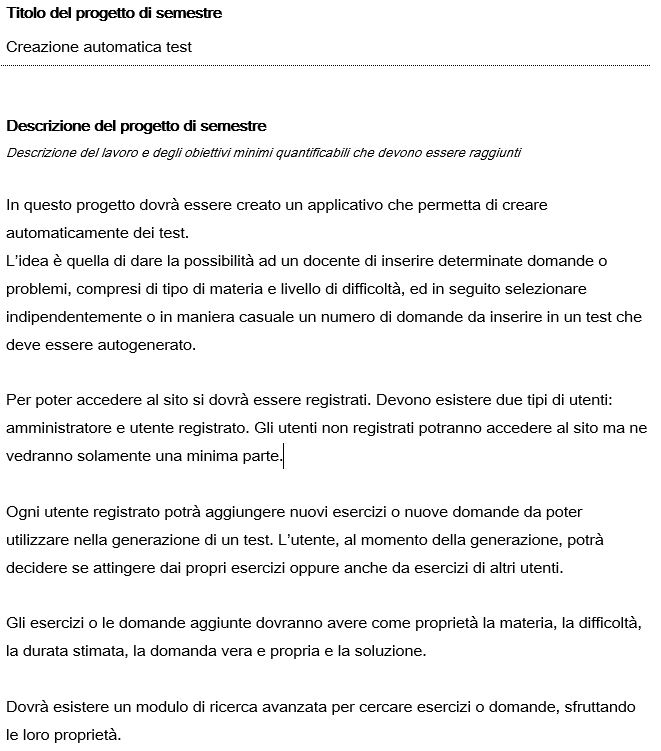 Titolo del progetto di semestre
Creazione automatica test
Descrizione del progetto di semestre
Descrizione del lavoro e degli obiettivi minimi quantificabili che devono essere raggiunti
In questo progetto dovrà essere creato un applicativo che permetta di creare
automaticamente dei test.
L'idea è quella di dare la possibilità ad un docente di inserire determinate domande o
problemi, compresi di tipo di materia e livello di difficoltà, ed in seguito selezionare
indipendentemente o in maniera casuale un numero di domande da inserire in un test che
deve essere autogenerato.
Per poter accedere al sito si dovrà essere registrati. Devono esistere due tipi di utenti:
amministratore e utente registrato. Gli utenti non registrati potranno accedere al sito ma ne
vedranno solamente una minima parte.
Ogni utente registrato potrà aggiungere nuovi esercizi o nuove domande da poter
utilizzare nella generazione di un test. L'utente, al momento della generazione, potrà
decidere se attingere dai propri esercizi oppure anche da esercizi di altri utenti.
Gli esercizi o le domande aggiunte dovranno avere come proprietà la materia, la difficoltà,
la durata stimata, la domanda vera e propria e la soluzione.
Dovrà esistere un modulo di ricerca avanzata per cercare esercizi o domande, sfruttando
le loro proprietà.